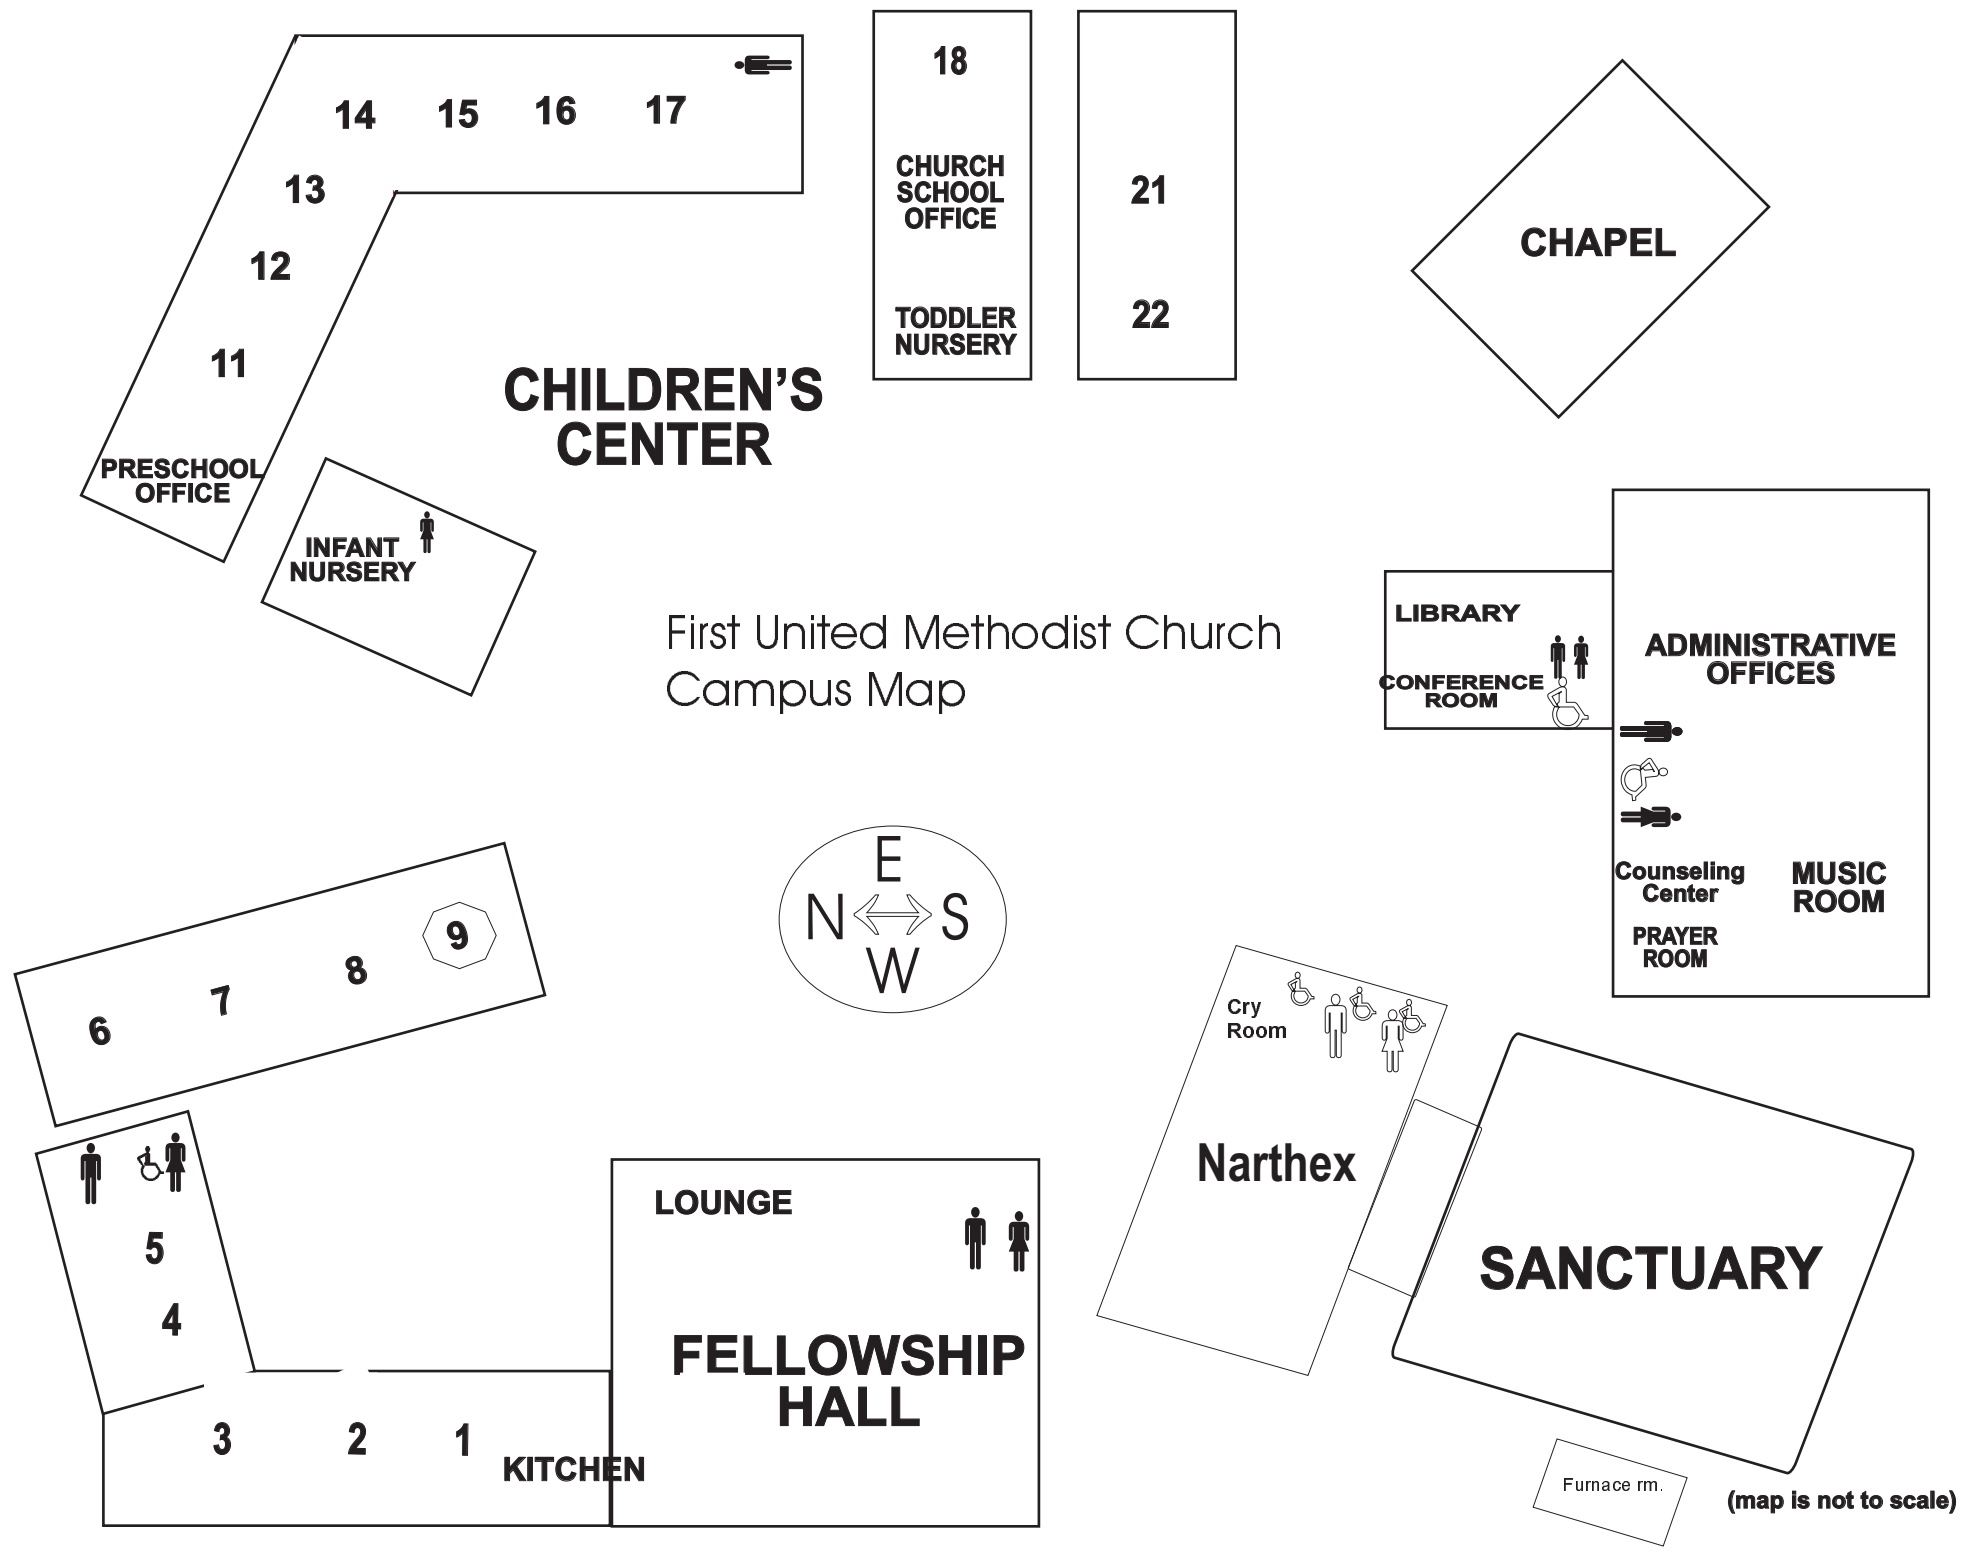 14 15 16 17
13
12
11
PRESCHOOL
OFFICE
INFANT
NURSERY
CHILDREN'S
CENTER
18
CHURCH
SCHOOL
OFFICE
TODDLER
NURSERY
21
22
CHAPEL
First United Methodist Church
Campus Map
LIBRARY
CONFERENCE
ROOM
ADMINISTRATIVE
OFFICES
Counseling
Center
MUSIC
ROOM
PRAYER
ROOM
E
N S
W
6 7 8 9
5
4
3 2 1
KITCHEN
LOUNGE
FELLOWSHIP
HALL
Cry
Room
Narthex
SANCTUARY
Furnace rm.
(map is not to scale)